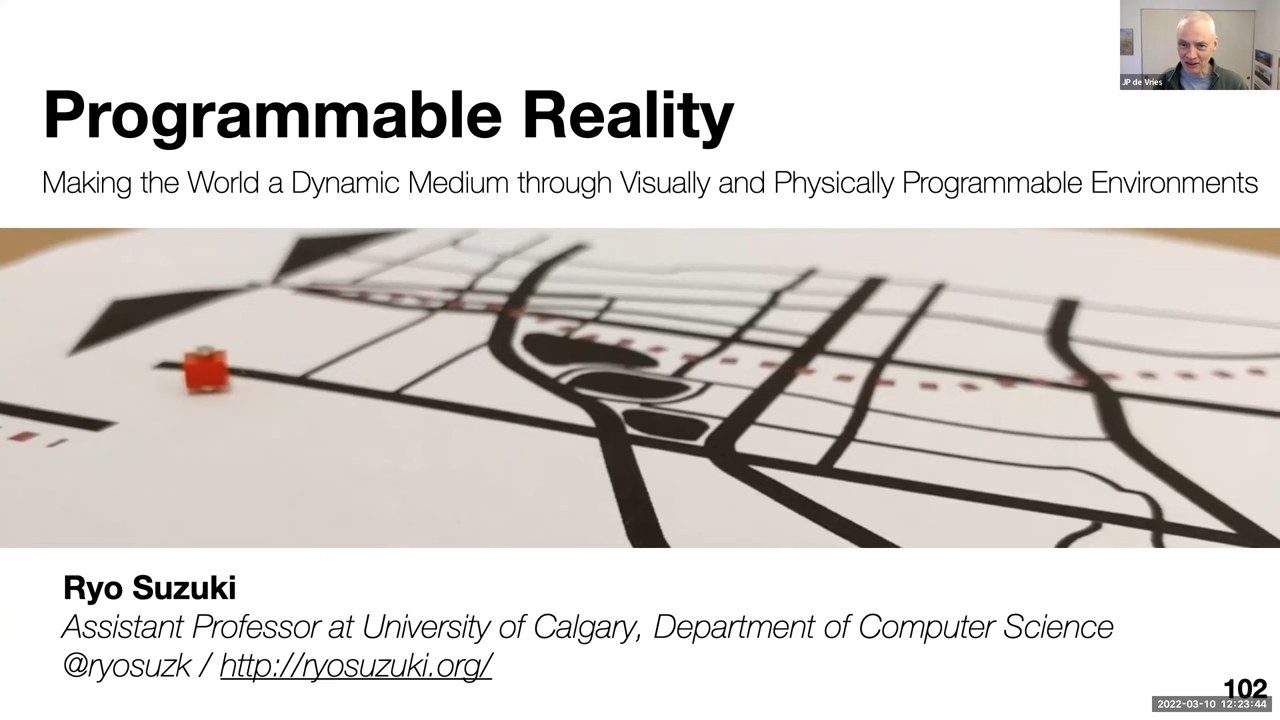 JP de Vries
Programmable Reality
Making the World a Dynamic Medium through Visually and Physically Programmable Environments
Ryo Suzuki
Assistant Professor at University of Calgary, Department of Computer Science
@ryosuzk / http://ryosuzuki.org/
102
2022-03-10 12:23:44